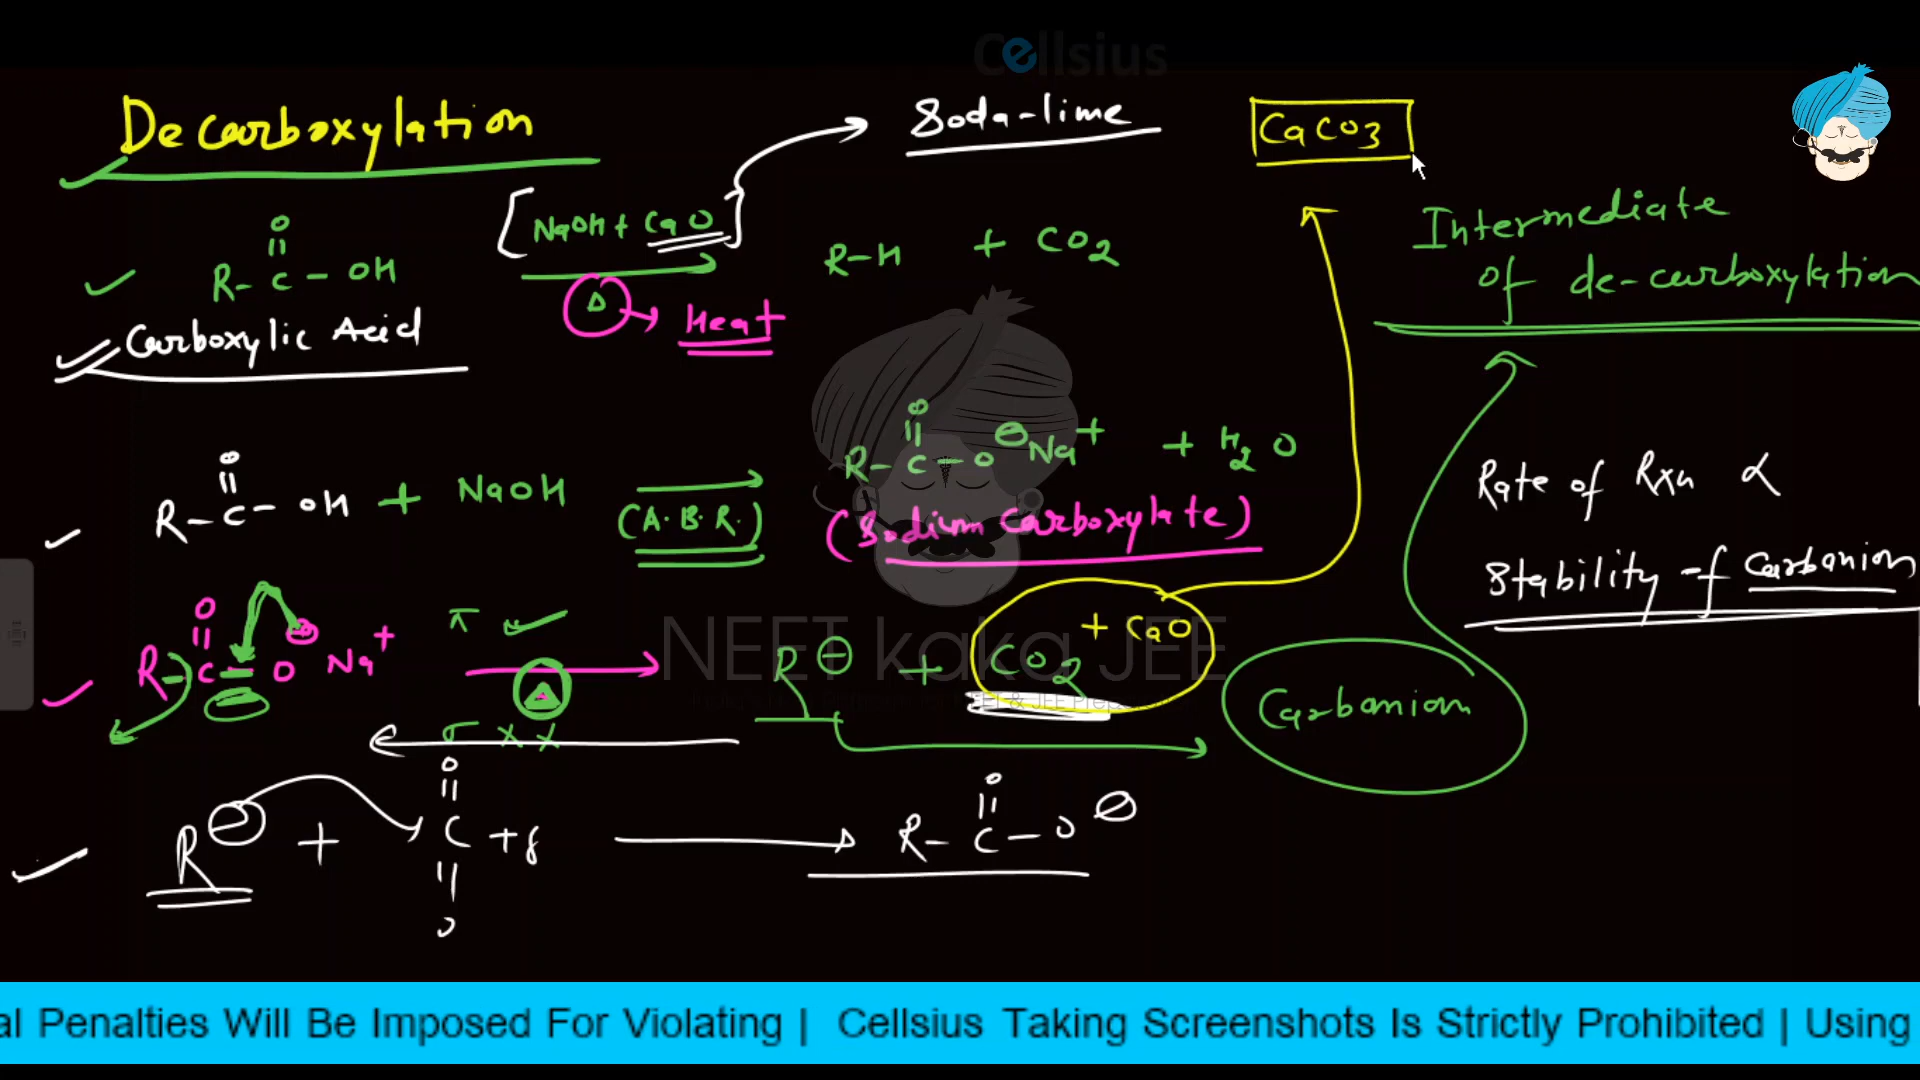 Cellsius
Decarboxylation
Soda-lime
CaCO3
[NaOH + CaO]
O
R-C-OH
Δ → Heat
R-H + CO2
Intermediate
of de-carboxylation
Carboxylic Acid
O
R-C-OH + NaOH
(A.B.R.)
O
R-C-O⊖Na+ + H2O
(Sodium carboxylate)
Rate of Rxn ∝
Stability of Carbanion
O
R-C-O⊖ Na+
π ✓
Δ
σ x x
R⊖ + CO2
+ CaO
Carbanion
NEET kaka JEE
O
R⊖ + C +δ
O
O
R-C-O⊖
al Penalties Will Be Imposed For Violating | Cellsius Taking Screenshots Is Strictly Prohibited | Using